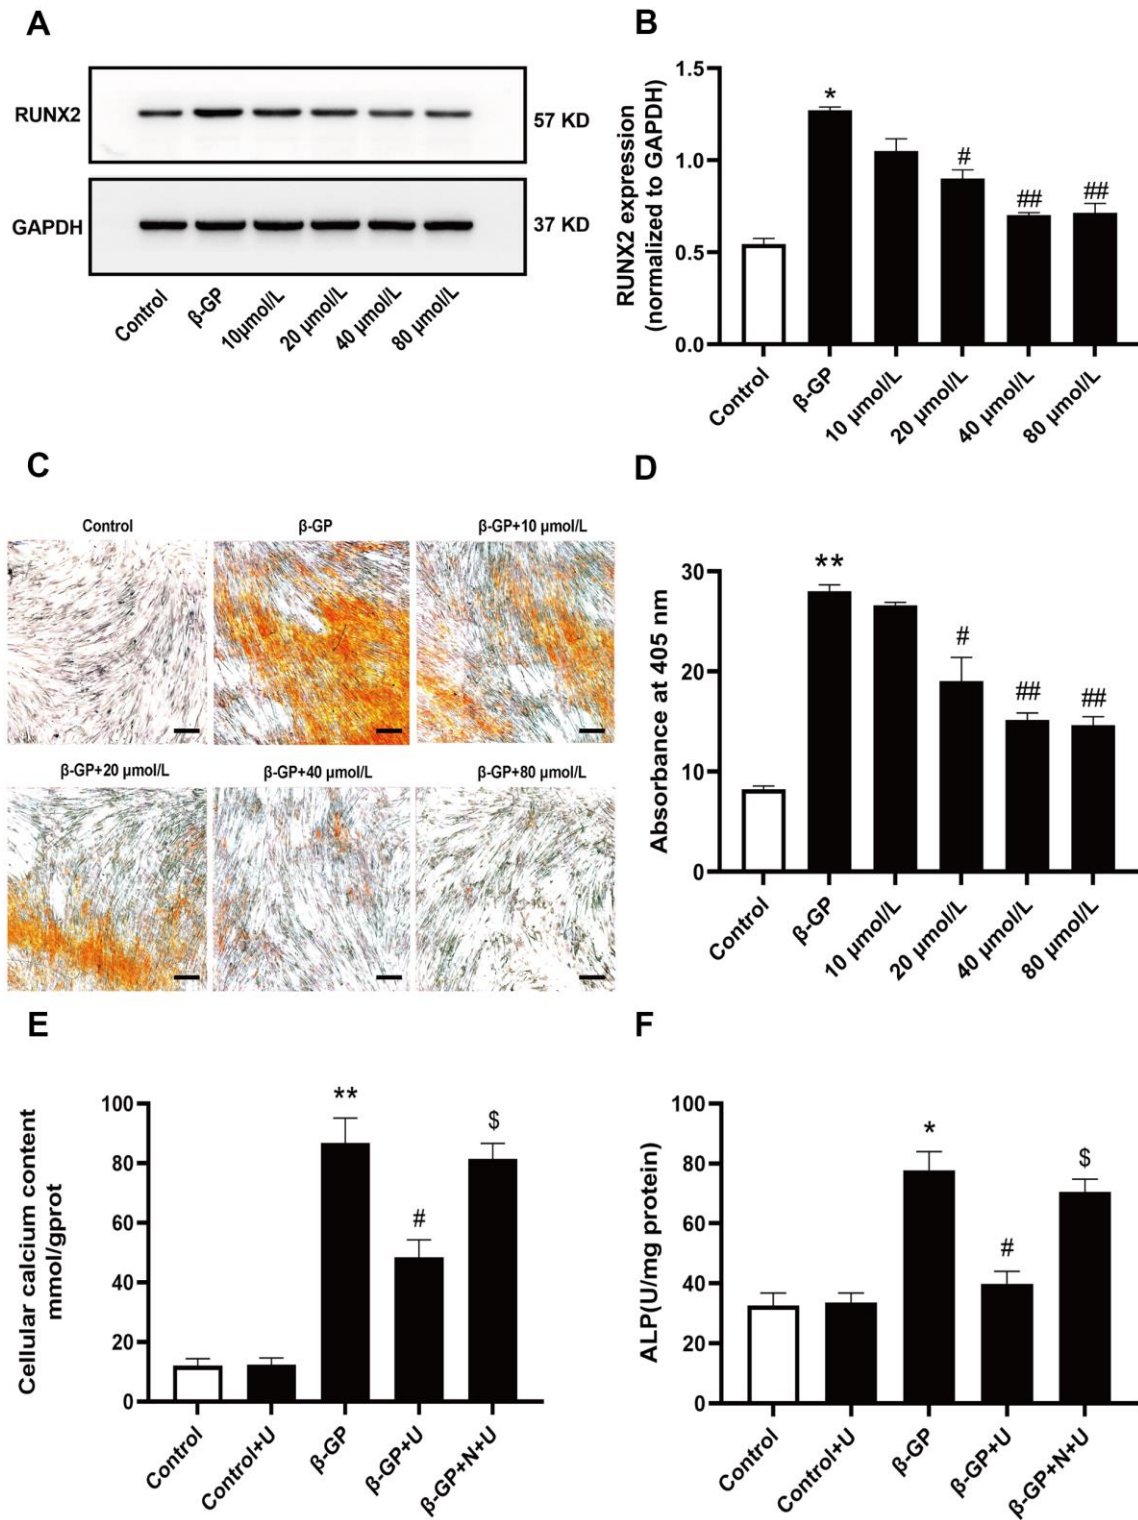 A
RUNX2
57 KD
GAPDH
37 KD
Control
β-GP
10μmol/L
20 μmol/L
40 μmol/L
80 μmol/L
B
RUNX2 expression
(normalized to GAPDH)
1.5
1.0
0.5
0.0
*
#
##
##
Control
β-GP
10 μmol/L
20 μmol/L
40 μmol/L
80 μmol/L
C
Control
β-GP
β-GP+10 μmol/L
β-GP+20 μmol/L
β-GP+40 μmol/L
β-GP+80 μmol/L
D
Absorbance at 405 nm
30
20
10
0
**
#
##
##
Control
β-GP
10 μmol/L
20 μmol/L
40 μmol/L
80 μmol/L
E
Cellular calcium content
mmol/gprot
100
80
60
40
20
0
**
#
$
Control
Control+U
β-GP
β-GP+U
β-GP+N+U
F
ALP(U/mg protein)
100
80
60
40
20
0
*
#
$
Control
Control+U
β-GP
β-GP+U
β-GP+N+U